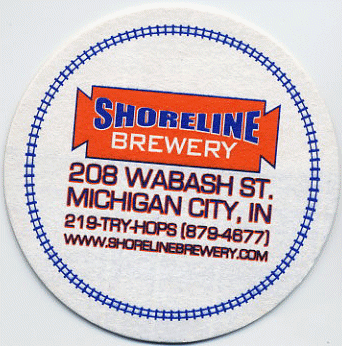 SHORELINE
BREWERY
208 WABASH ST.
MICHIGAN CITY, IN
219-TRY-HOPS (879-4677)
WWW.SHORELINEBREWERY.COM